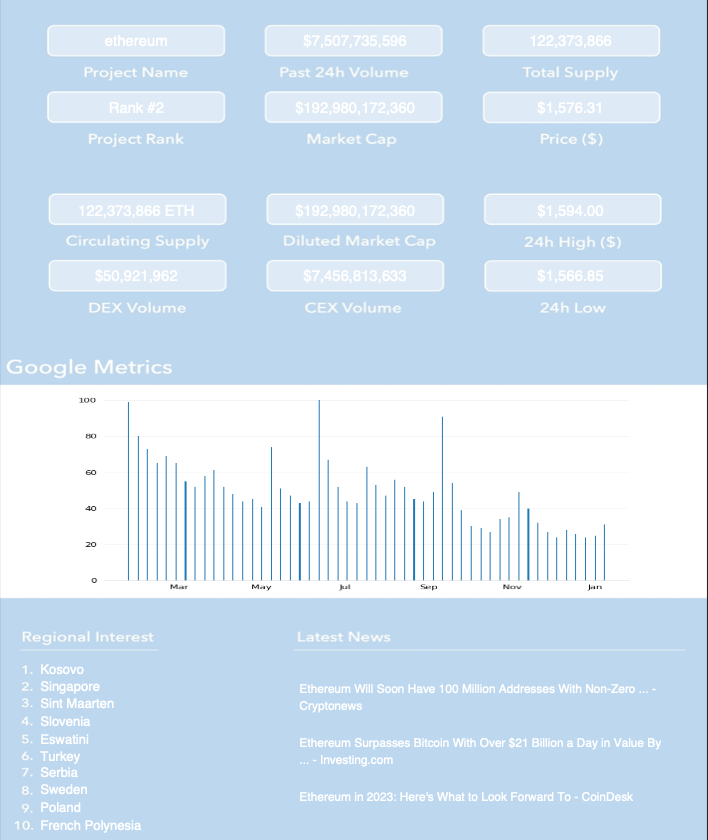 ethereum $7,507,735,596 122,373,866
Project Name Past 24h Volume Total Supply
Rank #2 $192,980,172,360 $1,576.31
Project Rank Market Cap Price ($)
122,373,866 ETH $192,980,172,360 $1,594.00
Circulating Supply Diluted Market Cap 24h High ($)
$50,921,962 $7,456,813,633 $1,566.85
DEX Volume CEX Volume 24h Low
Google Metrics
100
80
60
40
20
0
Mar May Jul Sep Nov Jan
Regional Interest
1. Kosovo
2. Singapore
3. Sint Maarten
4. Slovenia
5. Eswatini
6. Turkey
7. Serbia
8. Sweden
9. Poland
10. French Polynesia
Latest News
Ethereum Will Soon Have 100 Million Addresses With Non-Zero ... -
Cryptonews
Ethereum Surpasses Bitcoin With Over $21 Billion a Day in Value By
... - Investing.com
Ethereum in 2023: Here's What to Look Forward To - CoinDesk